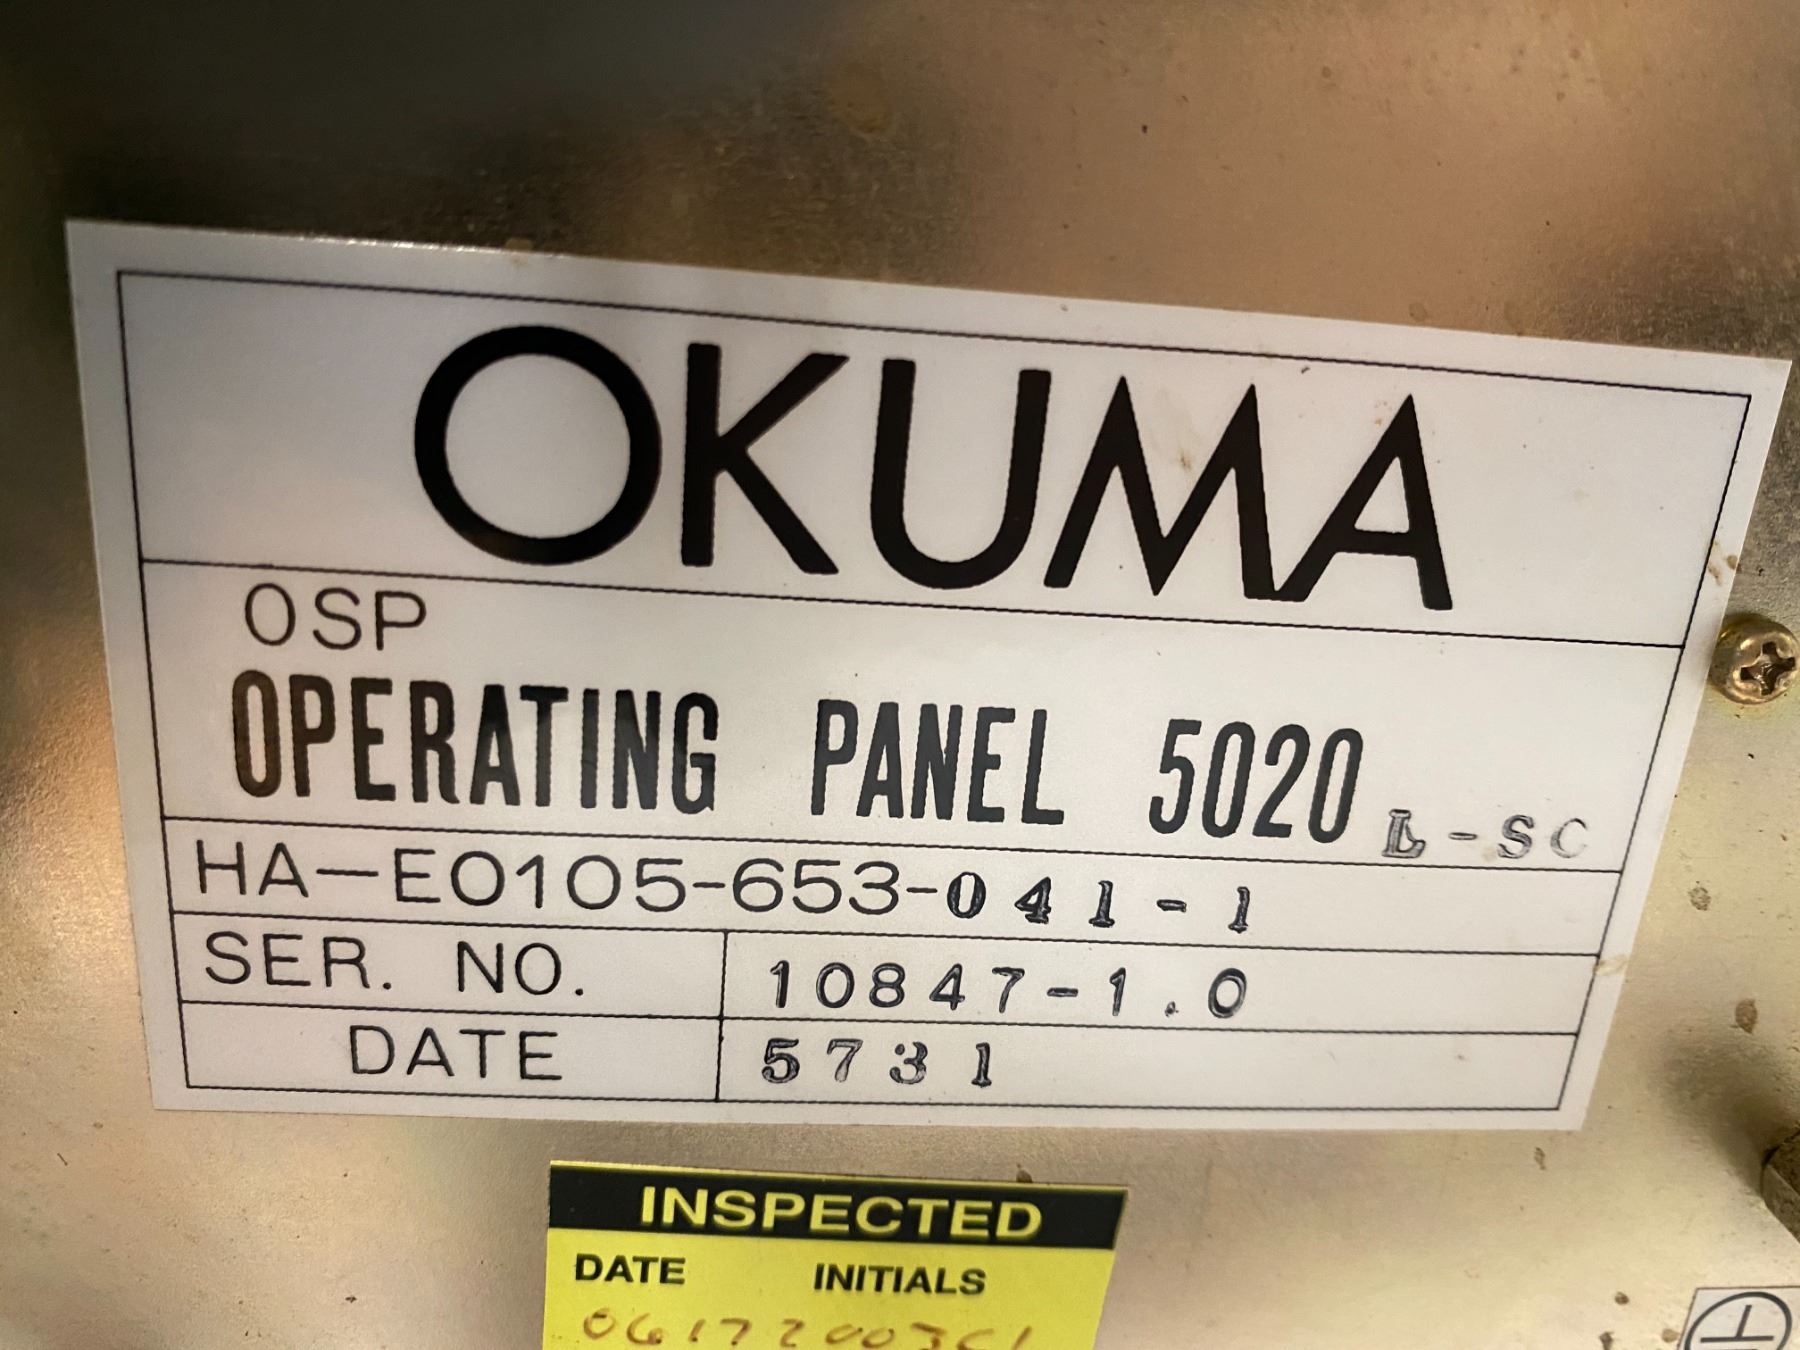 OKUMA
OSP
OPERATING PANEL 5020 L-SC
HA-E0105-653-041-1
SER. NO. 10847-1.0
DATE 5731
INSPECTED
DATE INITIALS